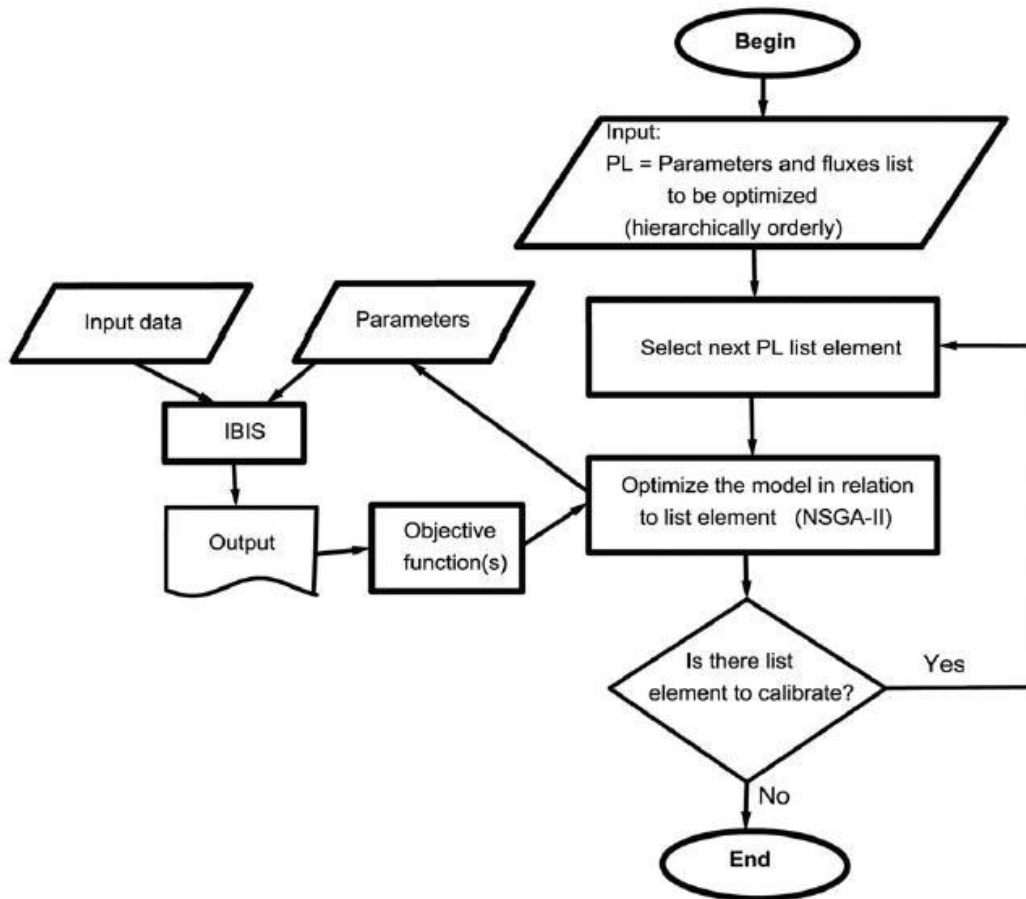 Begin
Input:
PL = Parameters and fluxes list
to be optimized
(hierarchically orderly)
Input data
Parameters
Select next PL list element
IBIS
Optimize the model in relation
to list element (NSGA-II)
Output
Objective
function(s)
Is there list
element to calibrate?
Yes
No
End